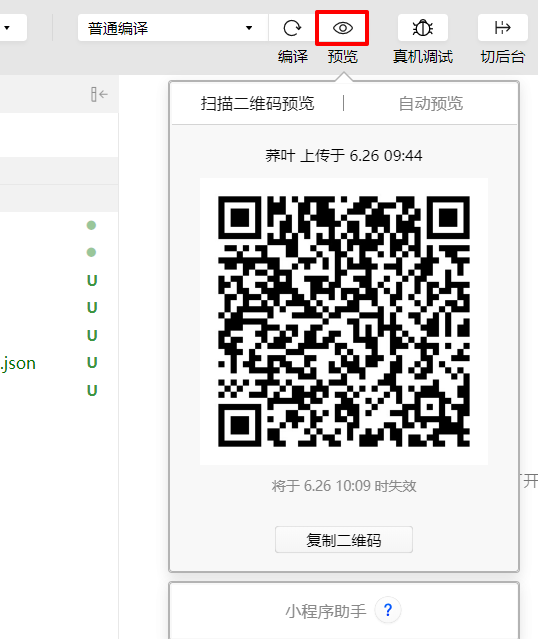 普通编译
编译 预览 真机调试 切后台
扫描二维码预览 自动预览
荞叶 上传于 6.26 09:44
U
U
U
.json U
U
将于 6.26 10:09 时失效
开
复制二维码
小程序助手 ?